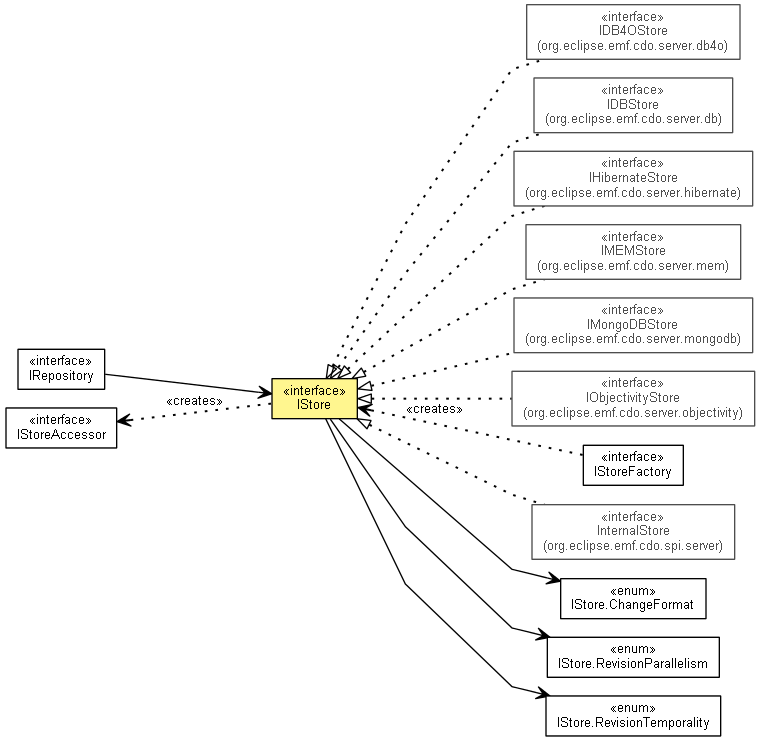 «interface»
IDB4OStore
(org.eclipse.emf.cdo.server.db4o)
«interface»
IDBStore
(org.eclipse.emf.cdo.server.db)
«interface»
IHibernateStore
(org.eclipse.emf.cdo.server.hibernate)
«interface»
IMEMStore
(org.eclipse.emf.cdo.server.mem)
«interface»
IMongoDBStore
(org.eclipse.emf.cdo.server.mongodb)
«interface»
IRepository
«interface»
IStore
«interface»
IObjectivityStore
(org.eclipse.emf.cdo.server.objectivity)
«creates»
«creates»
«interface»
IStoreAccessor
«interface»
IStoreFactory
«interface»
InternalStore
(org.eclipse.emf.cdo.spi.server)
«enum»
IStore.ChangeFormat
«enum»
IStore.RevisionParallelism
«enum»
IStore.RevisionTemporality